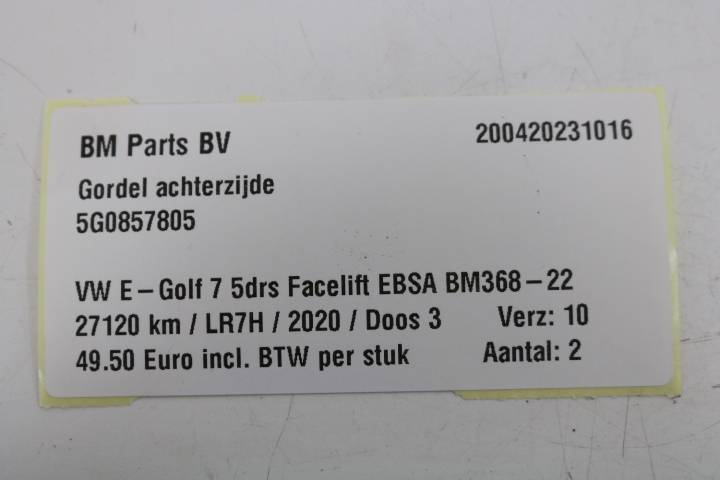 BM Parts BV 200420231016
Gordel achterzijde
5G0857805
VW E-Golf 7 5drs Facelift EBSA BM368-22
27120 km / LR7H / 2020 / Doos 3 Verz: 10
49.50 Euro incl. BTW per stuk Aantal: 2